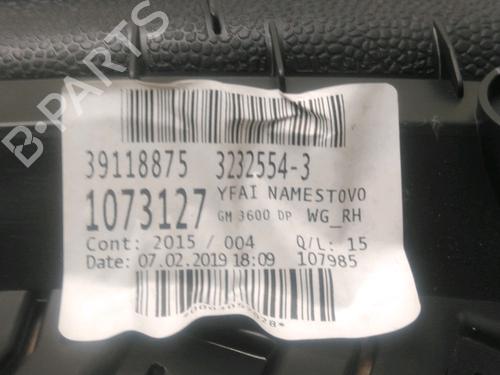 B-PARTS
39118875 3232554-3
1073127 YFAI NAMESTOVO
GM 3600 DP WG_RH
Cont: 2015 / 004 Q/L: 15
Date: 07.02.2019 18:09 107985